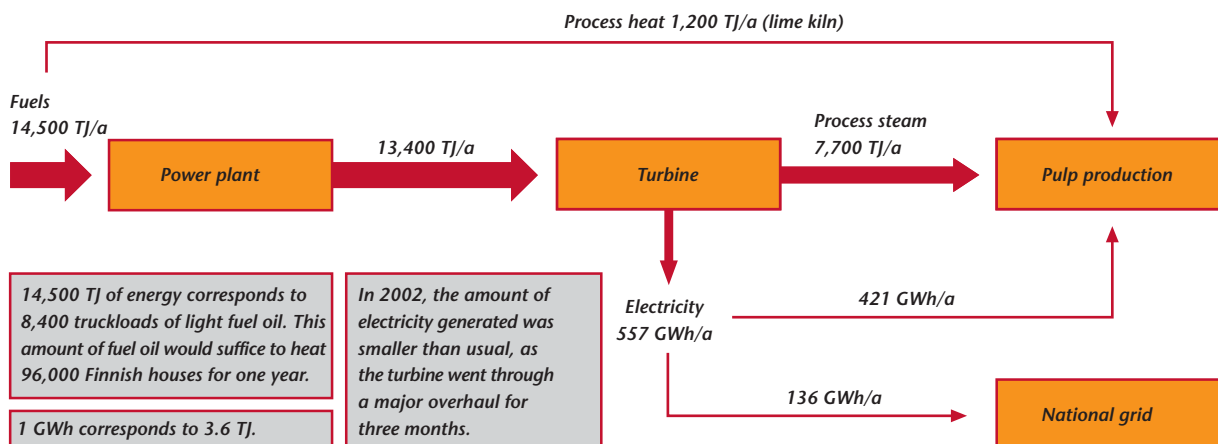 Process heat 1,200 TJ/a (lime kiln)
Fuels
14,500 TJ/a
Power plant
13,400 TJ/a
Turbine
Process steam
7,700 TJ/a
Pulp production
14,500 TJ of energy corresponds to
8,400 truckloads of light fuel oil. This
amount of fuel oil would suffice to heat
96,000 Finnish houses for one year.
1 GWh corresponds to 3.6 TJ.
In 2002, the amount of
electricity generated was
smaller than usual, as
the turbine went through
a major overhaul for
three months.
Electricity
557 GWh/a
421 GWh/a
136 GWh/a
National grid